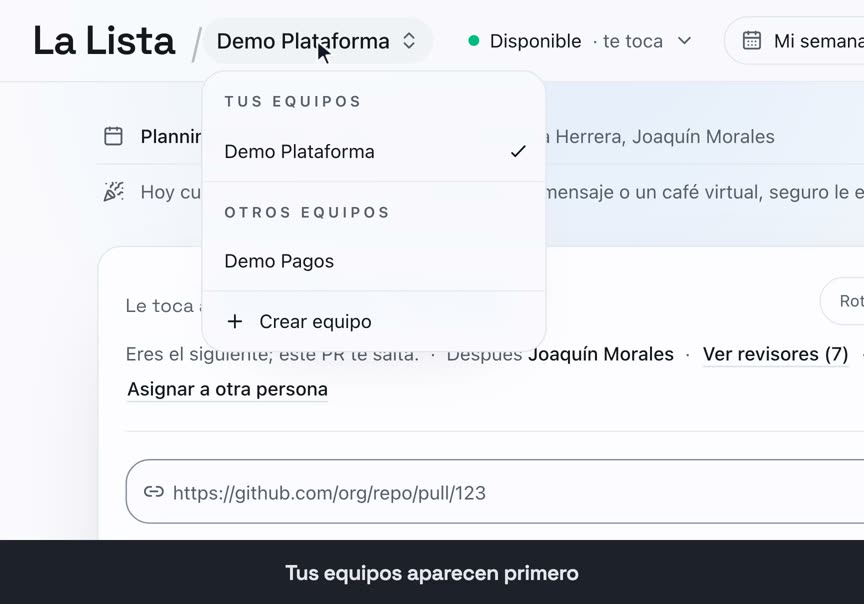 La Lista / Demo Plataforma Disponible · te toca Mi semana
TUS EQUIPOS
Demo Plataforma
OTROS EQUIPOS
Demo Pagos
+ Crear equipo
Herrera, Joaquín Morales
Hoy
mensaje o un café virtual, seguro le
Le toca
Rot
Eres el siguiente; este PR te salta. · Después Joaquín Morales · Ver revisores (7) ·
Asignar a otra persona
https://github.com/org/repo/pull/123
Tus equipos aparecen primero